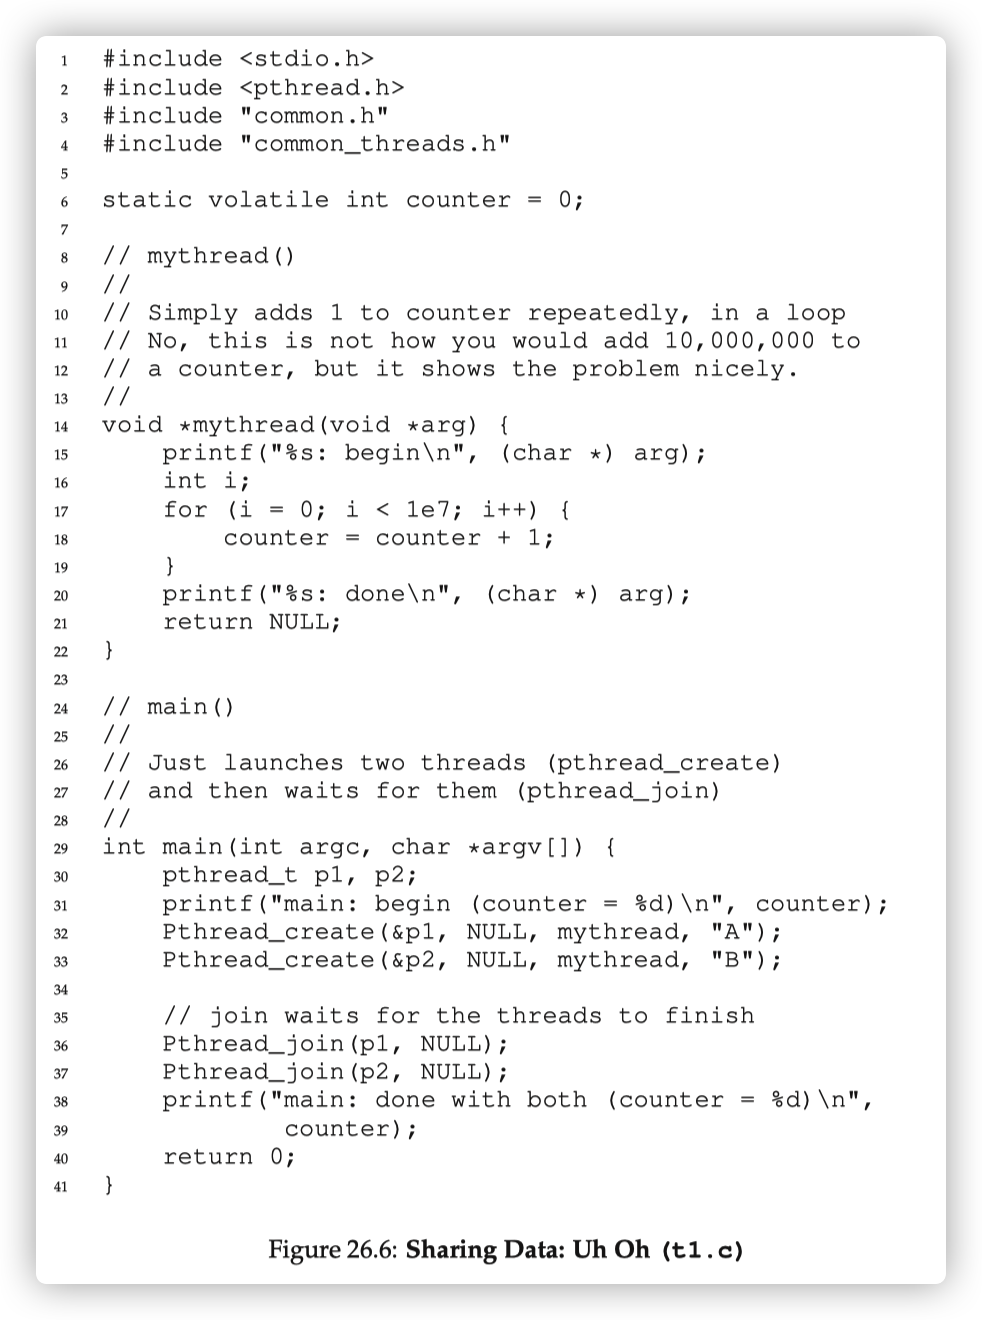 1 #include <stdio.h>
2 #include <pthread.h>
3 #include "common.h"
4 #include "common_threads.h"
5
6 static volatile int counter = 0;
7
8 // mythread()
9 //
10 // Simply adds 1 to counter repeatedly, in a loop
11 // No, this is not how you would add 10,000,000 to
12 // a counter, but it shows the problem nicely.
13 //
14 void *mythread(void *arg) {
15     printf("%s: begin\n", (char *) arg);
16     int i;
17     for (i = 0; i < 1e7; i++) {
18         counter = counter + 1;
19     }
20     printf("%s: done\n", (char *) arg);
21     return NULL;
22 }
23
24 // main()
25 //
26 // Just launches two threads (pthread_create)
27 // and then waits for them (pthread_join)
28 //
29 int main(int argc, char *argv[]) {
30     pthread_t p1, p2;
31     printf("main: begin (counter = %d)\n", counter);
32     Pthread_create(&p1, NULL, mythread, "A");
33     Pthread_create(&p2, NULL, mythread, "B");
34
35     // join waits for the threads to finish
36     Pthread_join(p1, NULL);
37     Pthread_join(p2, NULL);
38     printf("main: done with both (counter = %d)\n",
39             counter);
40     return 0;
41 }
Figure 26.6: Sharing Data: Uh Oh (t1.c)